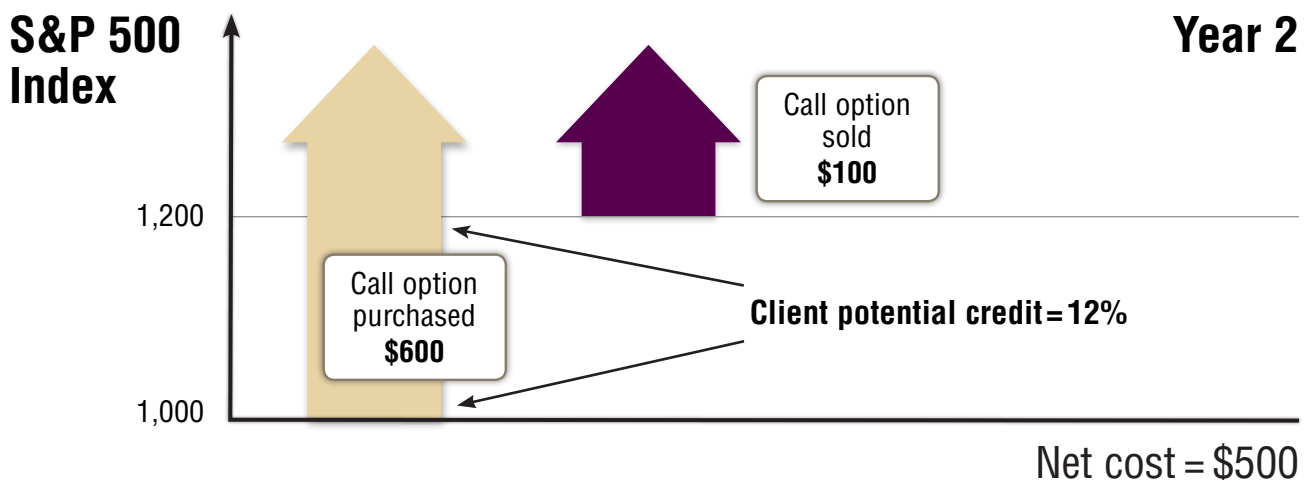 S&P 500
Index
Year 2
Call option
sold
$100
1,200
Call option
purchased
$600
Client potential credit=12%
1,000
Net cost = $500